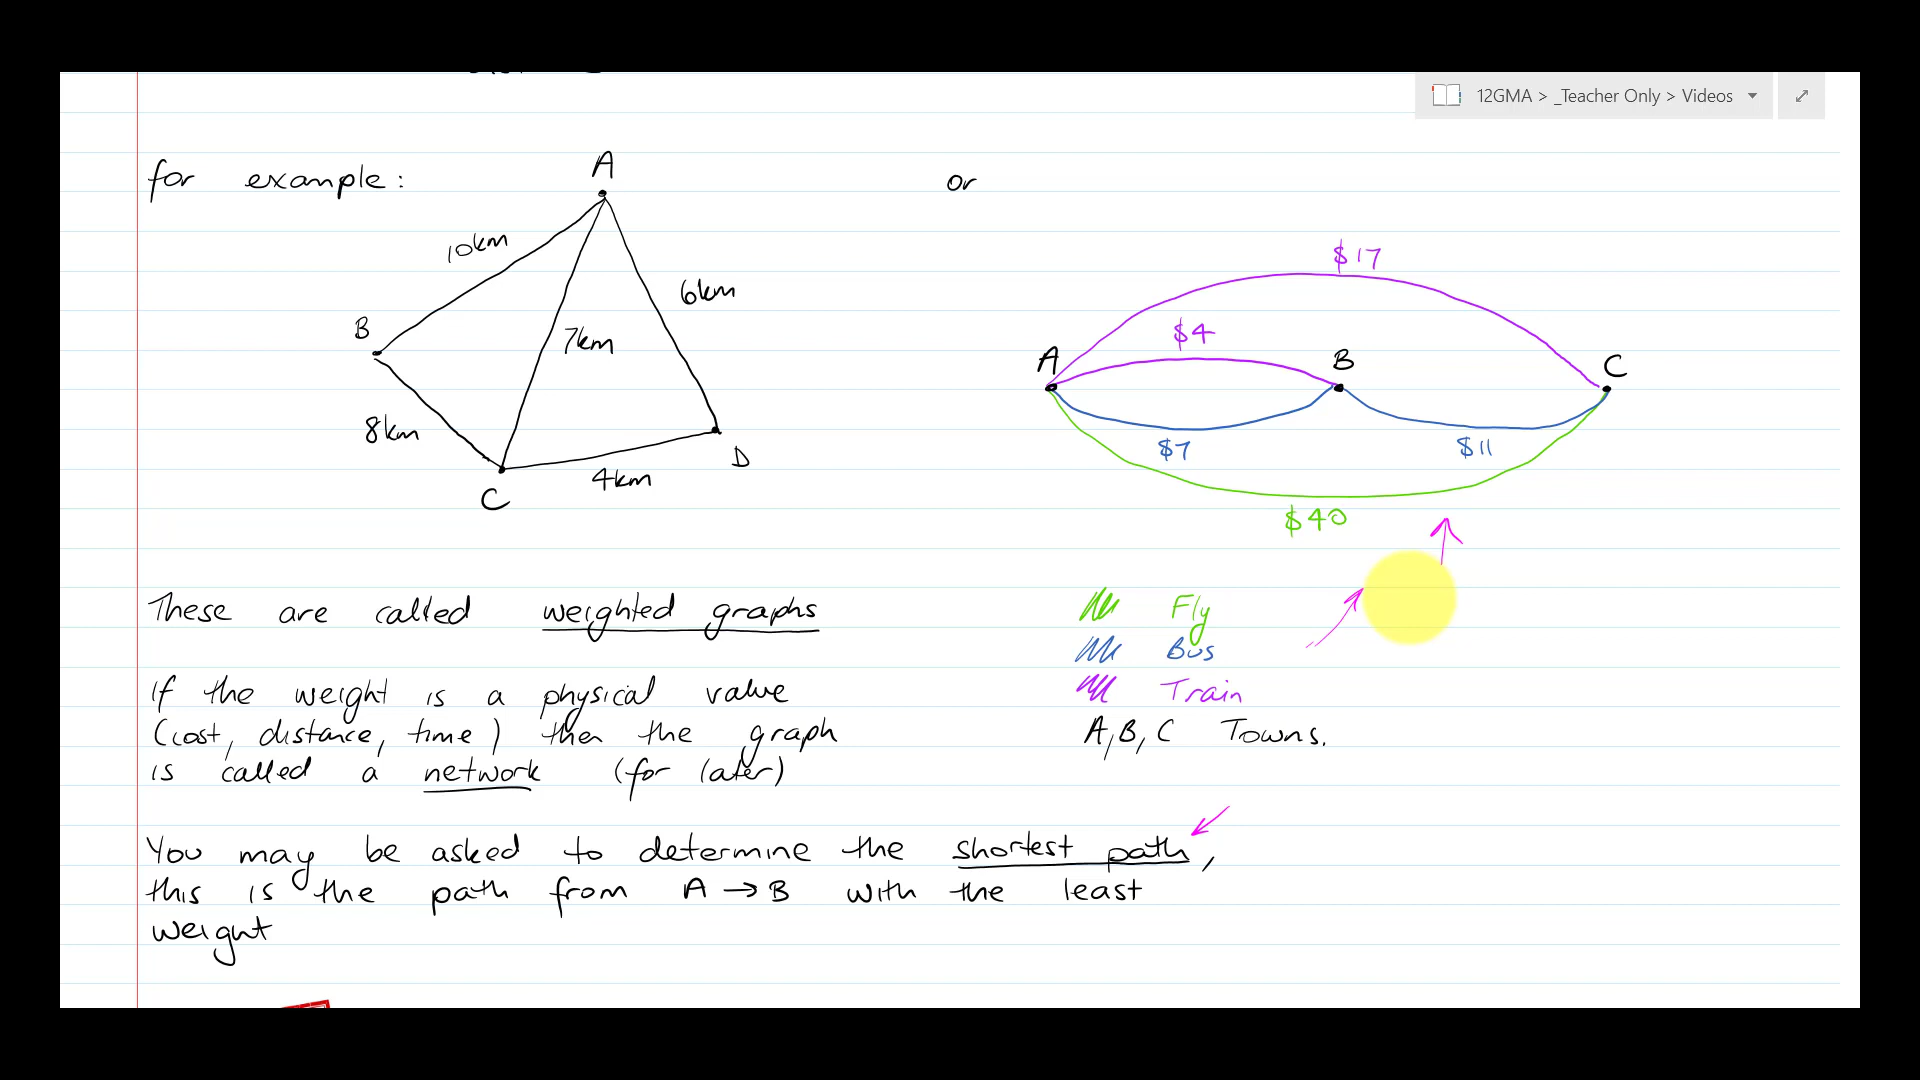 12GMA > _Teacher Only > Videos
for example:
or
A
10km
6km
B
7km
8km
4km
D
C
$17
$4
A
B
C
$7
$11
$40
These are called weighted graphs
If the weight is a physical value
(cost, distance, time) then the graph
is called a network (for later)
Fly
Bus
Train
A, B, C Towns.
You may be asked to determine the shortest path,
this is the path from A → B with the least
weight